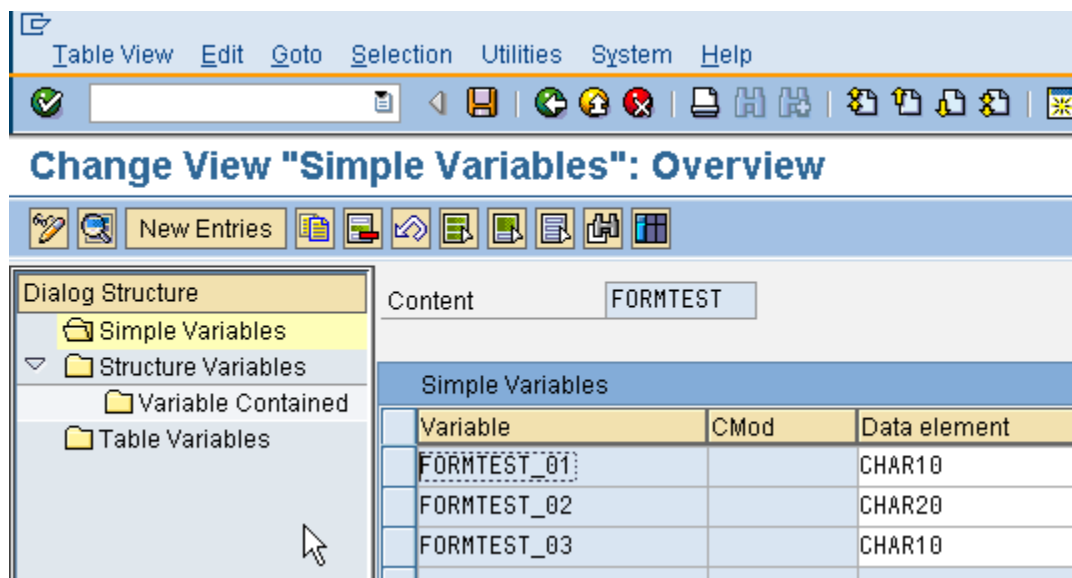 Table View Edit Goto Selection Utilities System Help
Change View "Simple Variables": Overview
New Entries
Dialog Structure
Simple Variables
Structure Variables
Variable Contained
Table Variables
Content FORMTEST
Simple Variables
Variable CMod Data element
FORMTEST_01 CHAR10
FORMTEST_02 CHAR20
FORMTEST_03 CHAR10